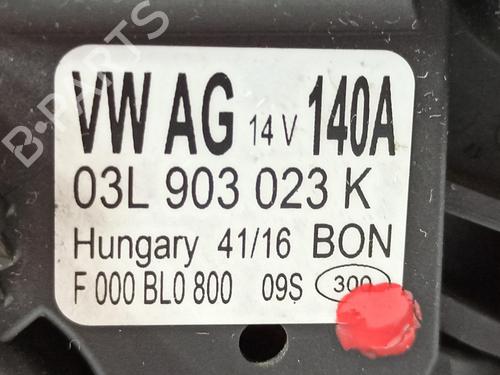 B-PARTS
VW AG 14 V 140A
03L 903 023 K
Hungary 41/16 BON
F 000 BL0 800 09S 300